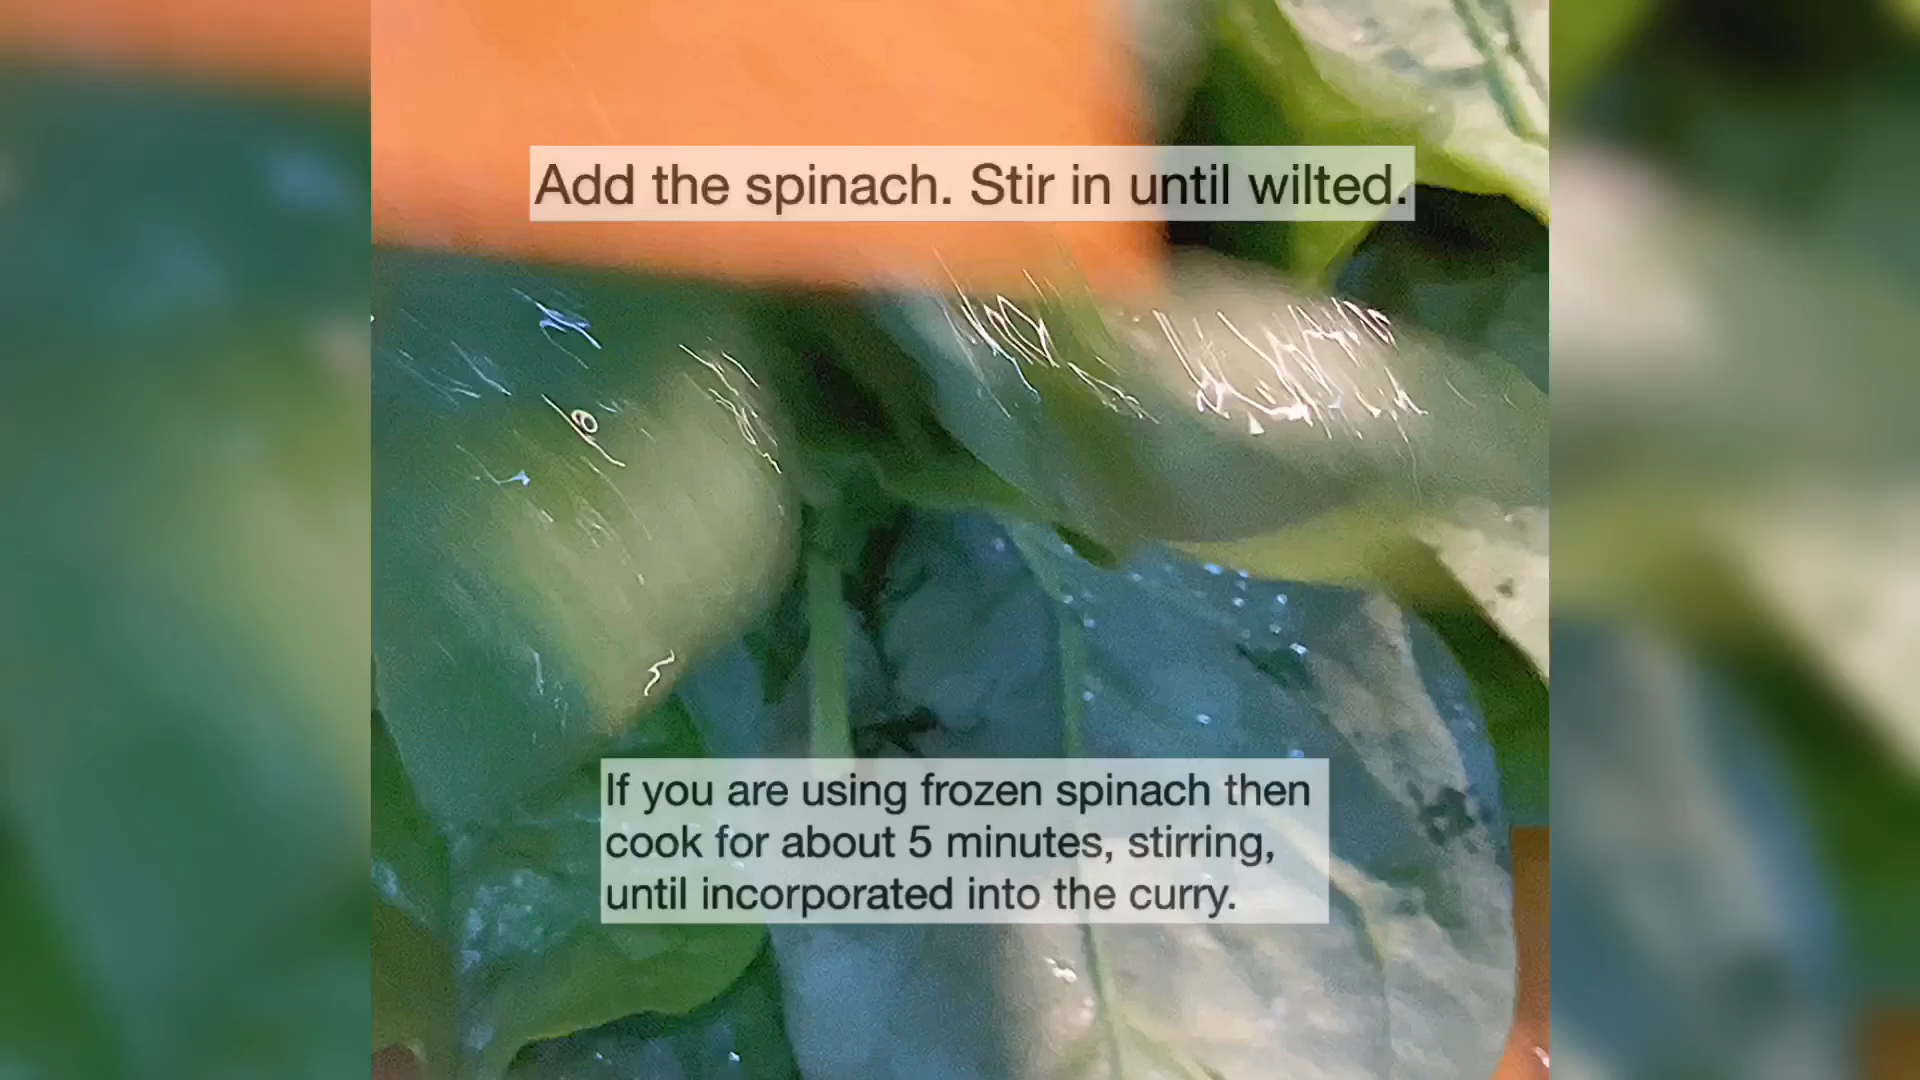 Add the spinach. Stir in until wilted.
If you are using frozen spinach then
cook for about 5 minutes, stirring,
until incorporated into the curry.